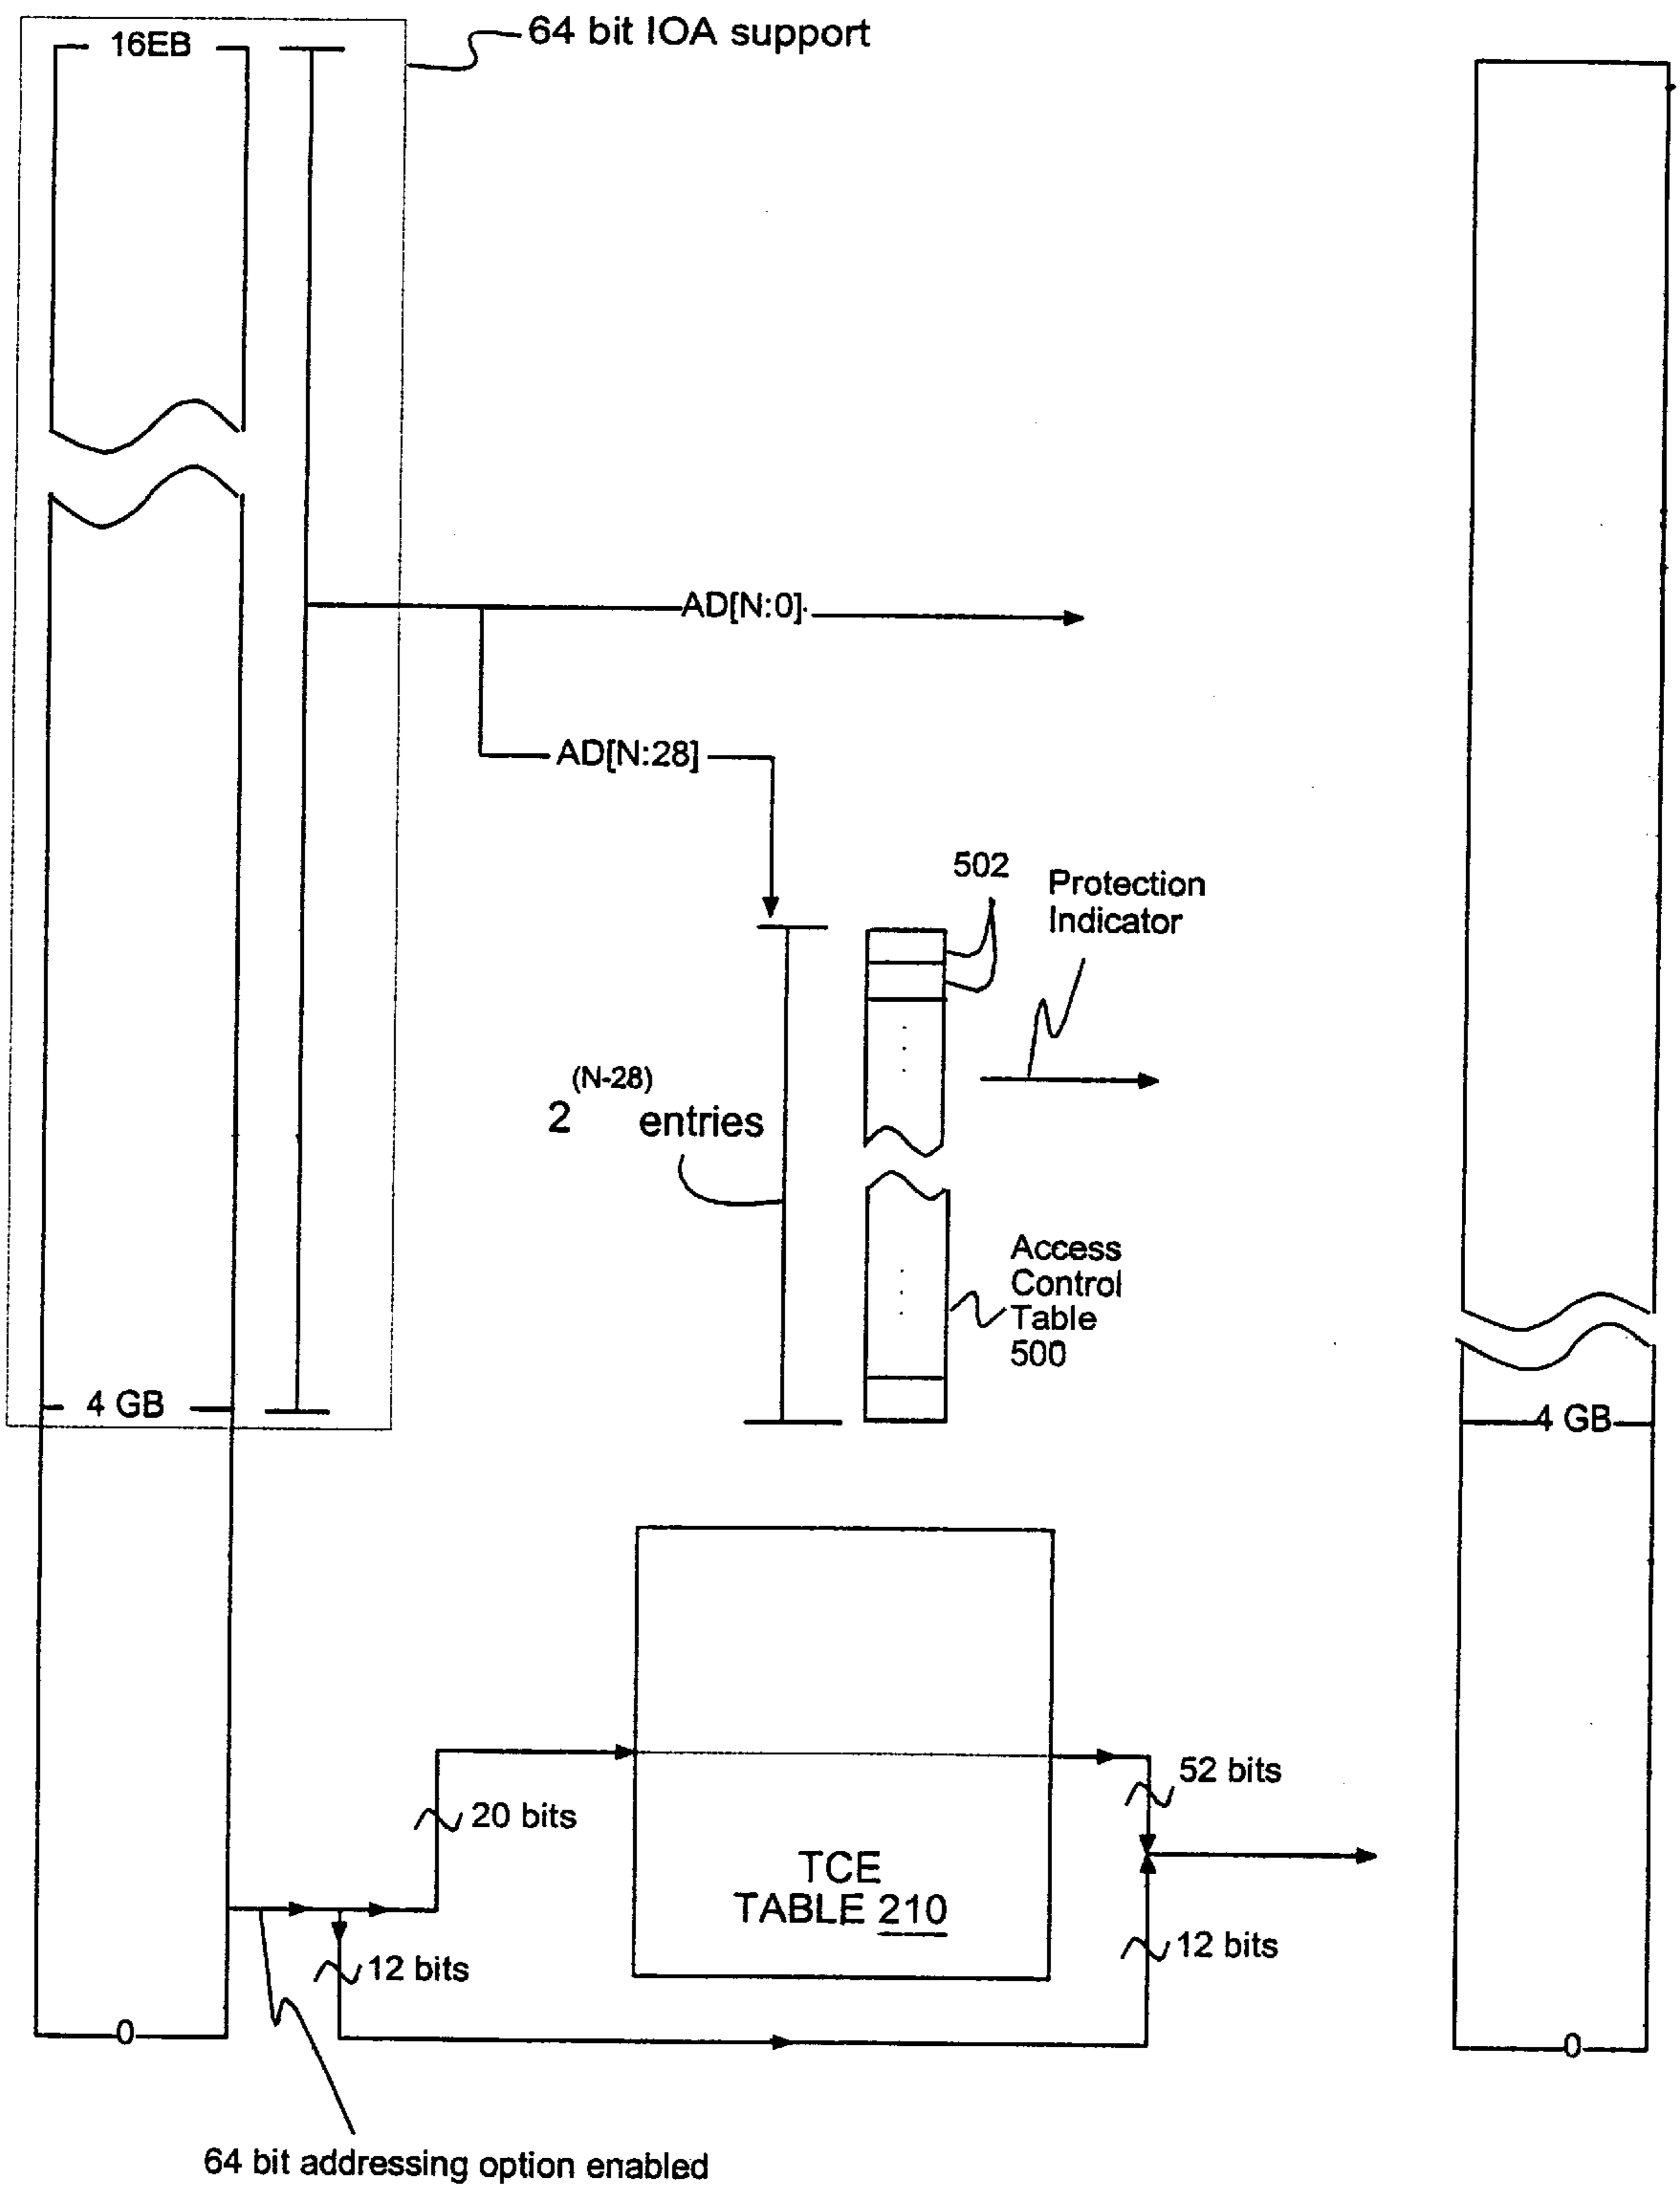 64 bit IOA support
16EB
AD[N:0]
AD[N:28]
502
Protection
Indicator
2(N-28) entries
Access
Control
Table
500
4 GB
4 GB
52 bits
20 bits
TCE
TABLE 210
12 bits
12 bits
0
0
64 bit addressing option enabled